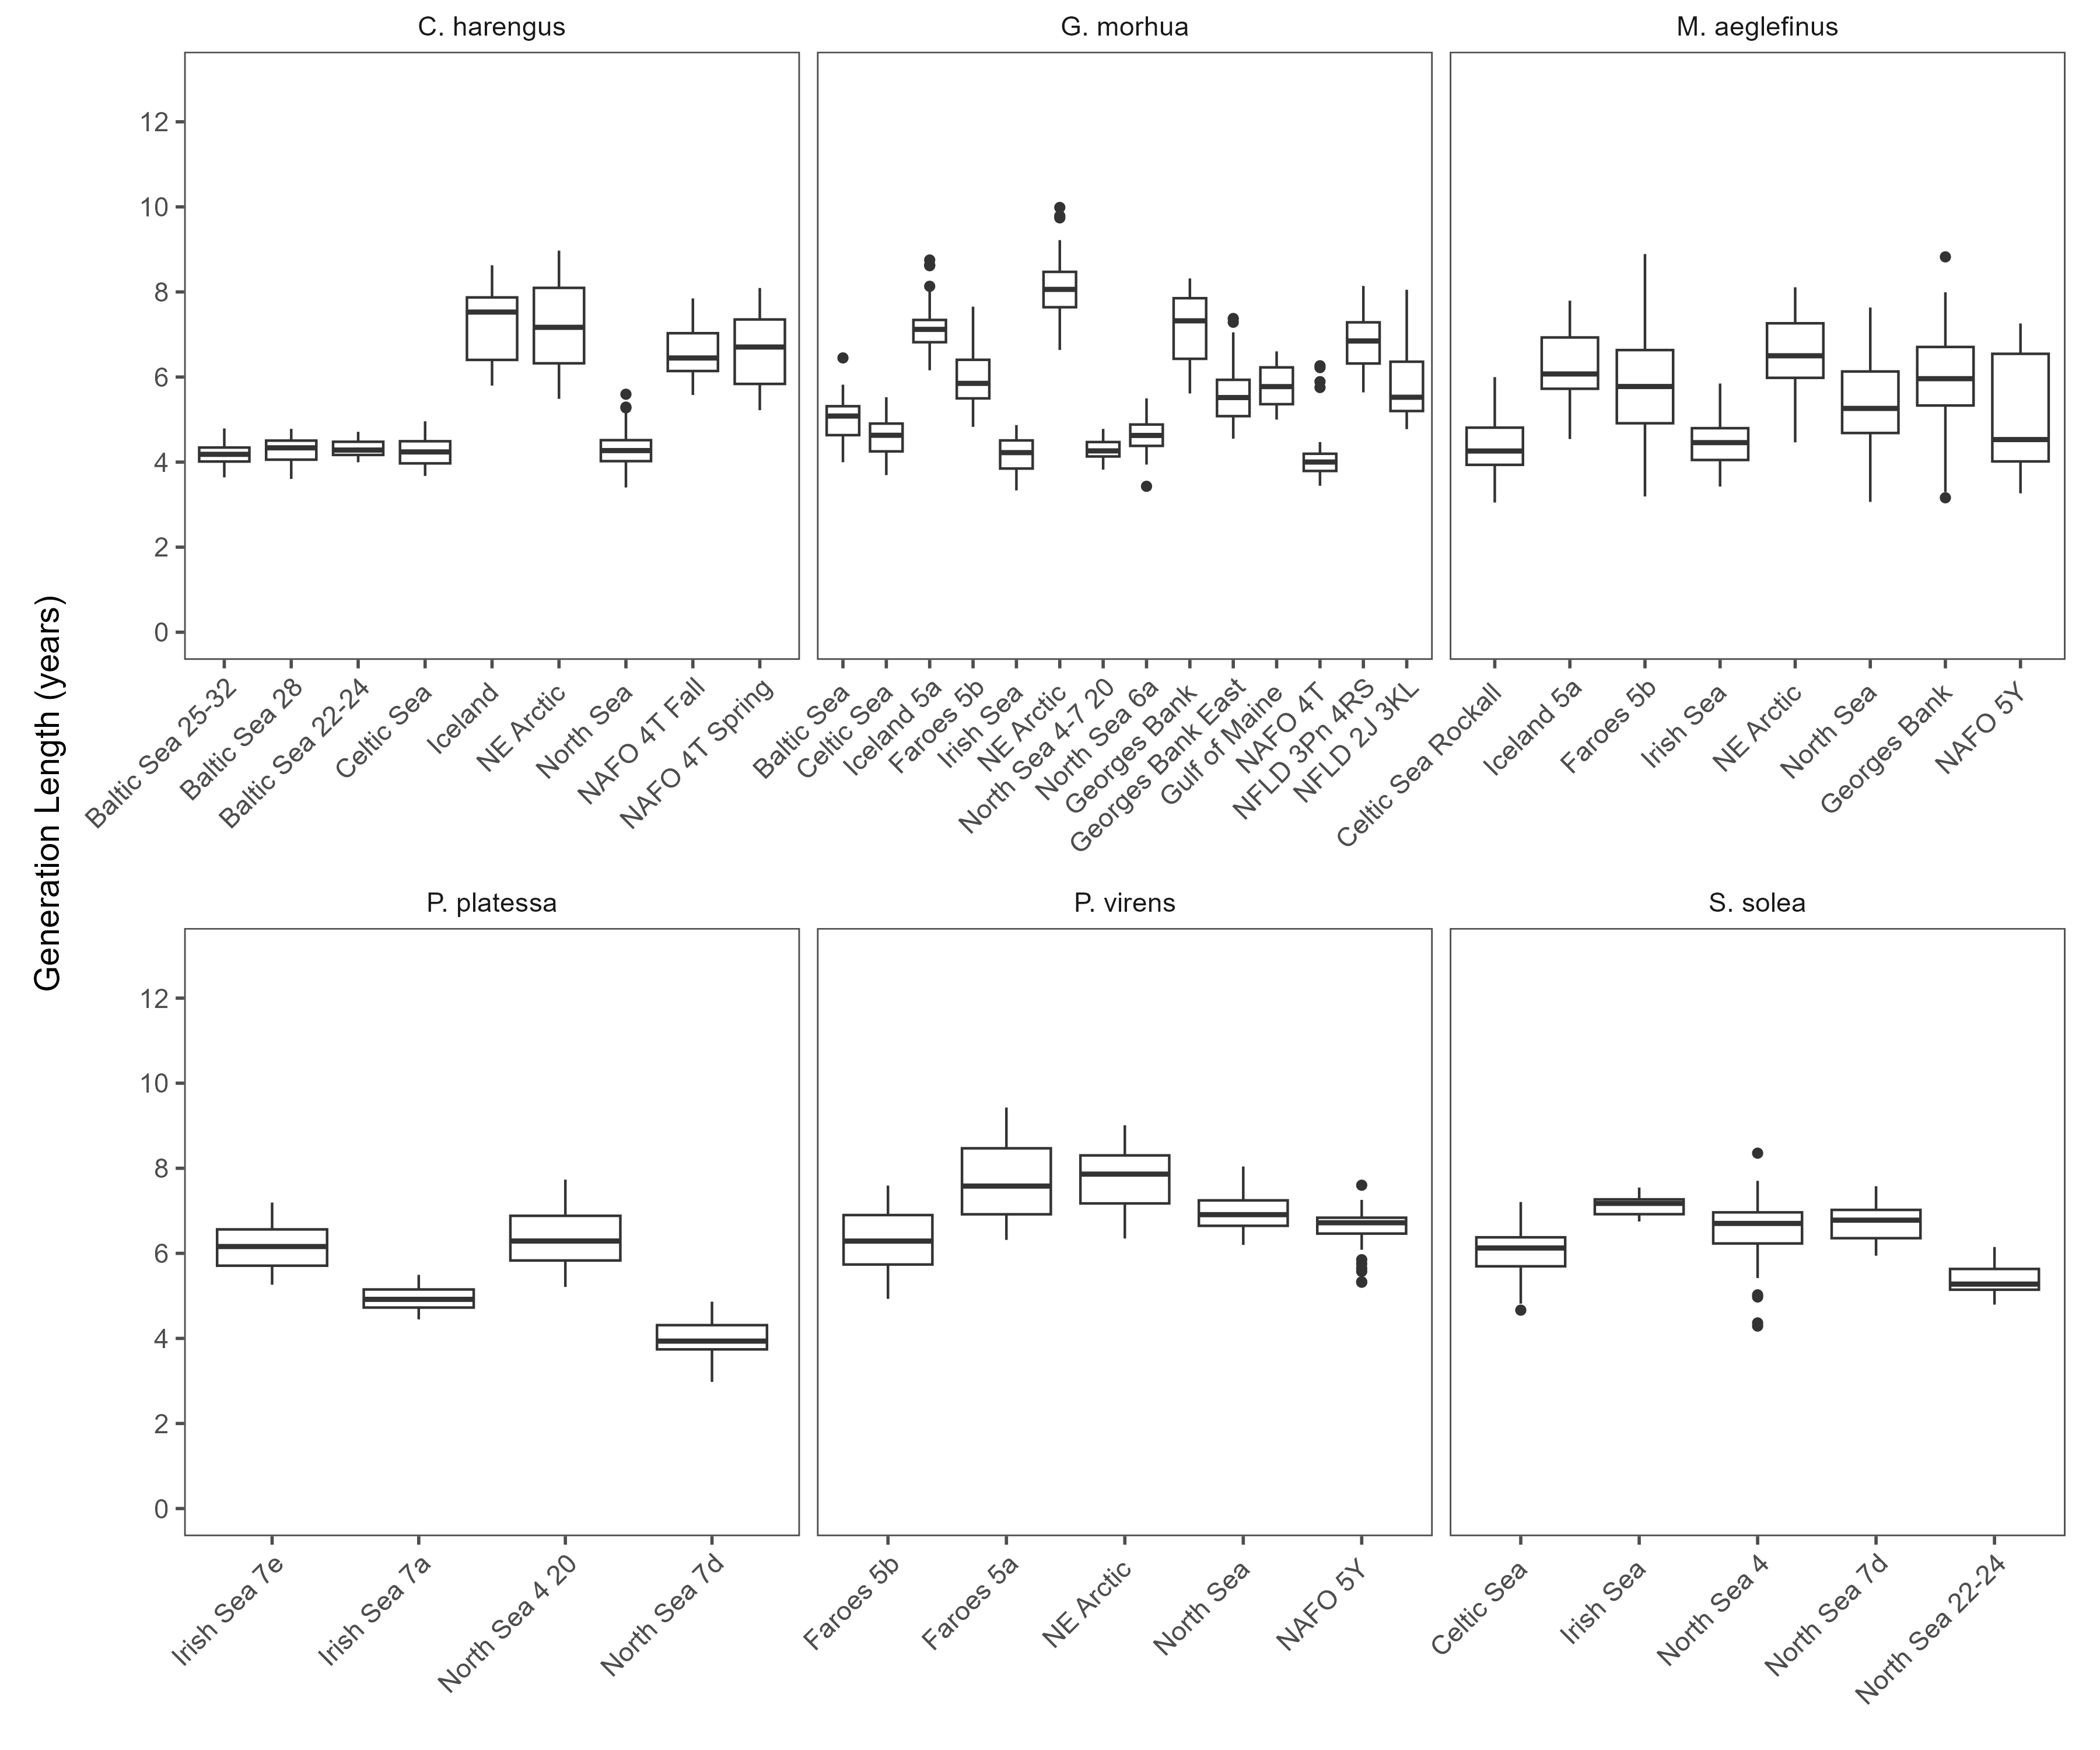 C. harengus
G. morhua
M. aeglefinus
Generation Length (years)
12
10
8
6
4
2
0
Baltic Sea 25-32
Baltic Sea 28
Baltic Sea 22-24
Celtic Sea
Iceland
NE Arctic
North Sea
NAFO 4T Fall
NAFO 4T Spring
Baltic Sea
Celtic Sea
Iceland 5a
Faroes 5b
Irish Sea
NE Arctic
North Sea 4-7 20
North Sea 6a
Georges Bank
Georges Bank East
Gulf of Maine
NAFO 4T
NFLD 3Pn 4RS
NFLD 2J 3KL
Celtic Sea Rockall
Iceland 5a
Faroes 5b
Irish Sea
NE Arctic
North Sea
Georges Bank
NAFO 5Y
P. platessa
P. virens
S. solea
12
10
8
6
4
2
0
Irish Sea 7e
Irish Sea 7a
North Sea 4 20
North Sea 7d
Faroes 5b
Faroes 5a
NE Arctic
North Sea
NAFO 5Y
Celtic Sea
Irish Sea
North Sea 4
North Sea 7d
North Sea 22-24